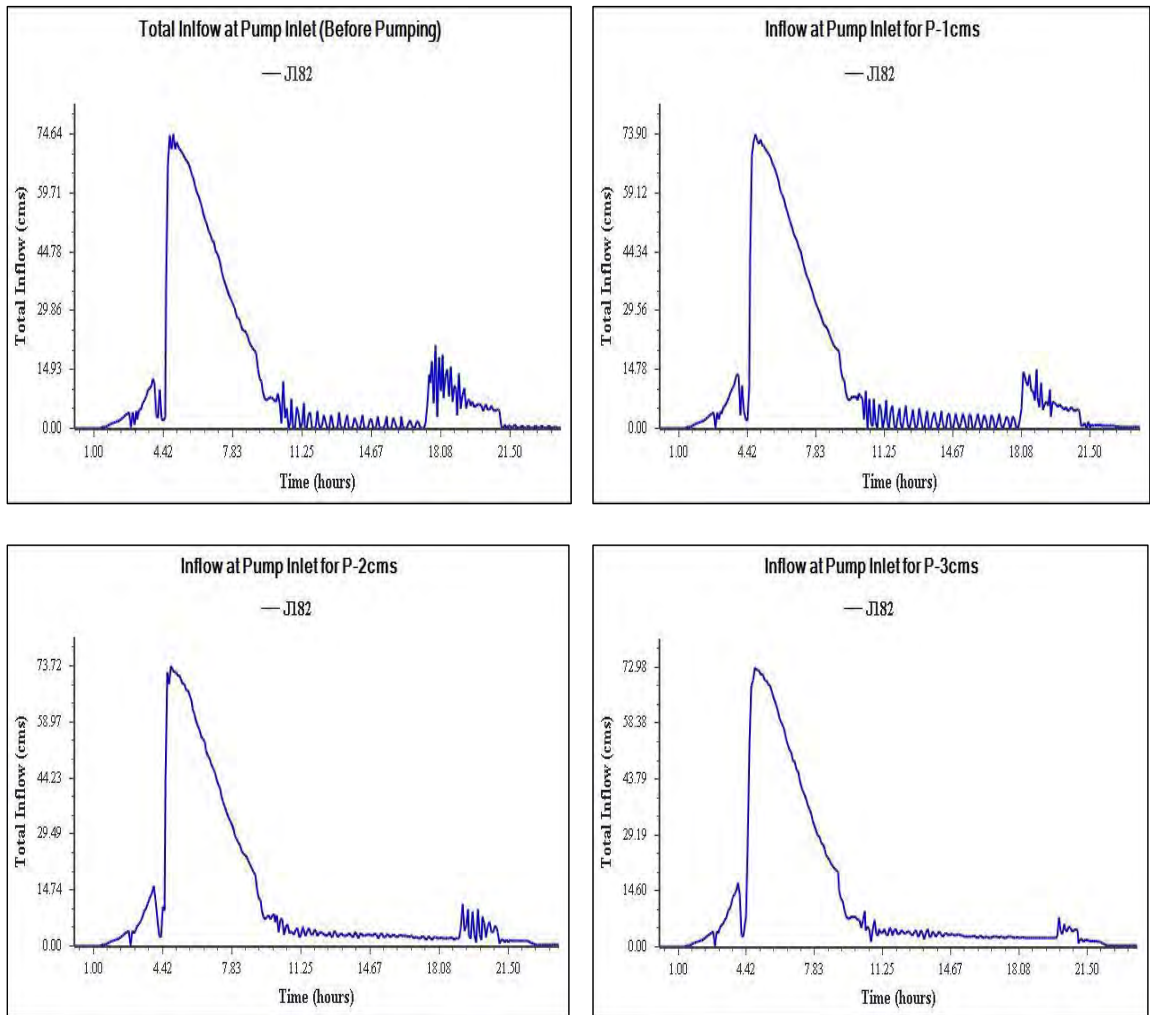 Total Inlfow at Pump Inlet (Before Pumping)
J182
Total Inflow (cms)
74.64
59.71
44.78
29.86
14.93
0.00
1.00 4.42 7.83 11.25 14.67 18.08 21.50
Time (hours)
Inflow at Pump Inlet for P-1cms
J182
Total Inflow (cms)
73.90
59.12
44.34
29.56
14.78
0.00
1.00 4.42 7.83 11.25 14.67 18.08 21.50
Time (hours)
Inflow at Pump Inlet for P-2cms
J182
Total Inflow (cms)
73.72
58.97
44.23
29.49
14.74
0.00
1.00 4.42 7.83 11.25 14.67 18.08 21.50
Time (hours)
Inflow at Pump Inlet for P-3cms
J182
Total Inflow (cms)
72.98
58.38
43.79
29.19
14.60
0.00
1.00 4.42 7.83 11.25 14.67 18.08 21.50
Time (hours)